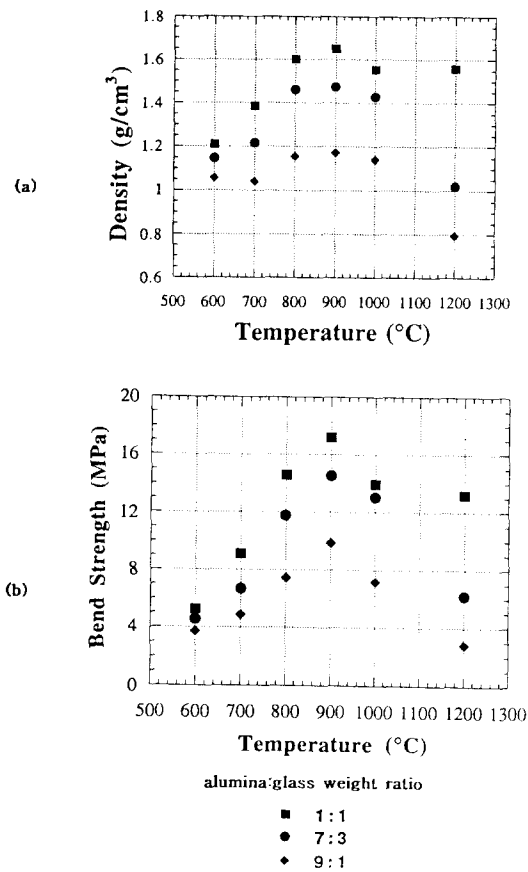 (a)
Density (g/cm³)
1.8
1.6
1.4
1.2
1
0.8
0.6
500 600 700 800 900 1000 1100 1200 1300
Temperature (°C)
(b)
Bend Strength (MPa)
20
16
12
8
4
0
500 600 700 800 900 1000 1100 1200 1300
Temperature (°C)
alumina:glass weight ratio
1:1
7:3
9:1